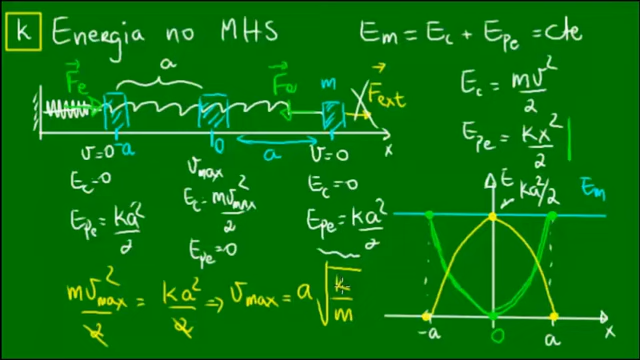 k Energia no MHS
Em = Ec + Epe = cte
Ec = mv²/2
Epe = kx²/2
a
Fe Fe m Fext
-a 0 a x
v=0 vmax v=0
Ec=0 Ec=mv²max/2 Ec=0
Epe=ka²/2 Epe=0 Epe=ka²/2
mv²max/2 = ka²/2 ⇒ vmax = a√k/m
E
ka²/2 Em
-a 0 a x